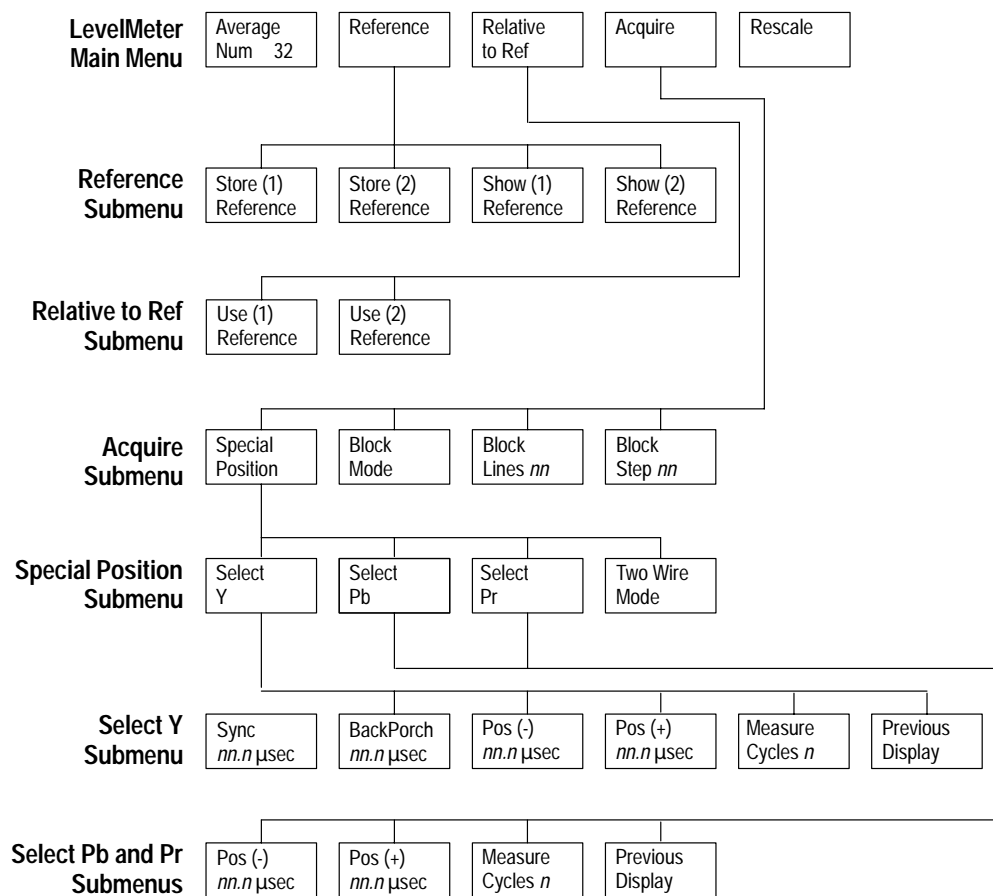 LevelMeter
Main Menu
Average
Num 32
Reference
Relative
to Ref
Acquire
Rescale
Reference
Submenu
Store (1)
Reference
Store (2)
Reference
Show (1)
Reference
Show (2)
Reference
Relative to Ref
Submenu
Use (1)
Reference
Use (2)
Reference
Acquire
Submenu
Special
Position
Block
Mode
Block
Lines nn
Block
Step nn
Special Position
Submenu
Select
Y
Select
Pb
Select
Pr
Two Wire
Mode
Select Y
Submenu
Sync
nn.n µsec
BackPorch
nn.n µsec
Pos (-)
nn.n µsec
Pos (+)
nn.n µsec
Measure
Cycles n
Previous
Display
Select Pb and Pr
Submenus
Pos (-)
nn.n µsec
Pos (+)
nn.n µsec
Measure
Cycles n
Previous
Display